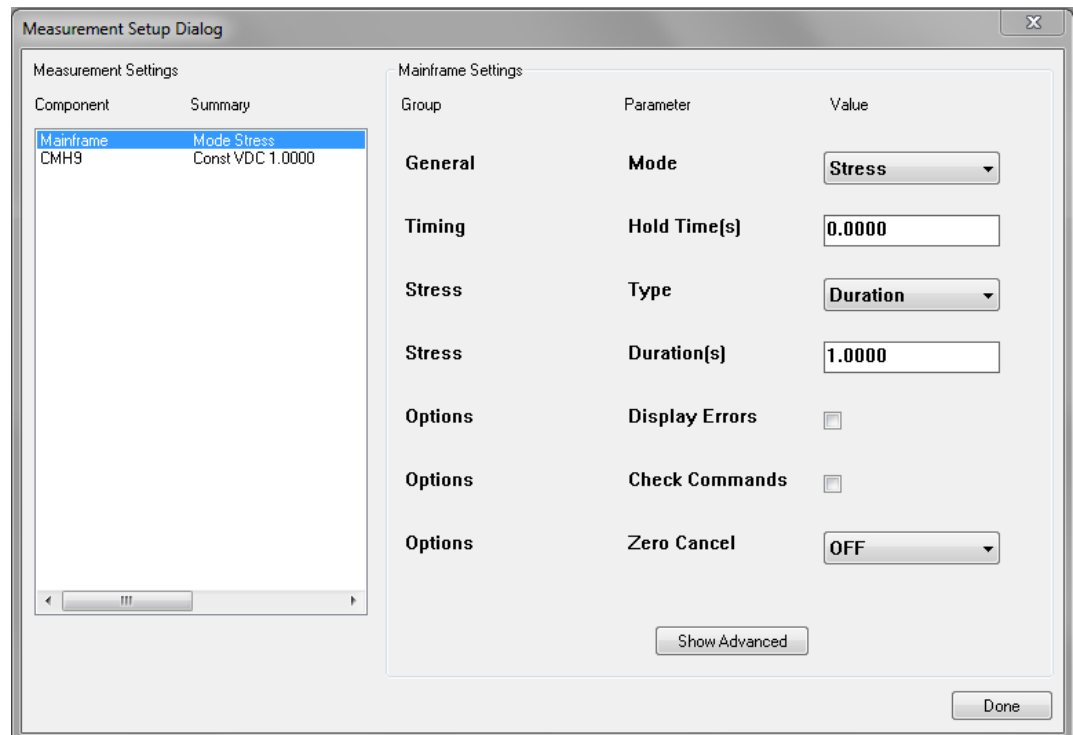 Measurement Setup Dialog
Measurement Settings
Component Summary
Mainframe Mode Stress
CMH9 Const VDC 1.0000
Mainframe Settings
Group Parameter Value
General Mode Stress
Timing Hold Time(s) 0.0000
Stress Type Duration
Stress Duration(s) 1.0000
Options Display Errors
Options Check Commands
Options Zero Cancel OFF
Show Advanced
Done